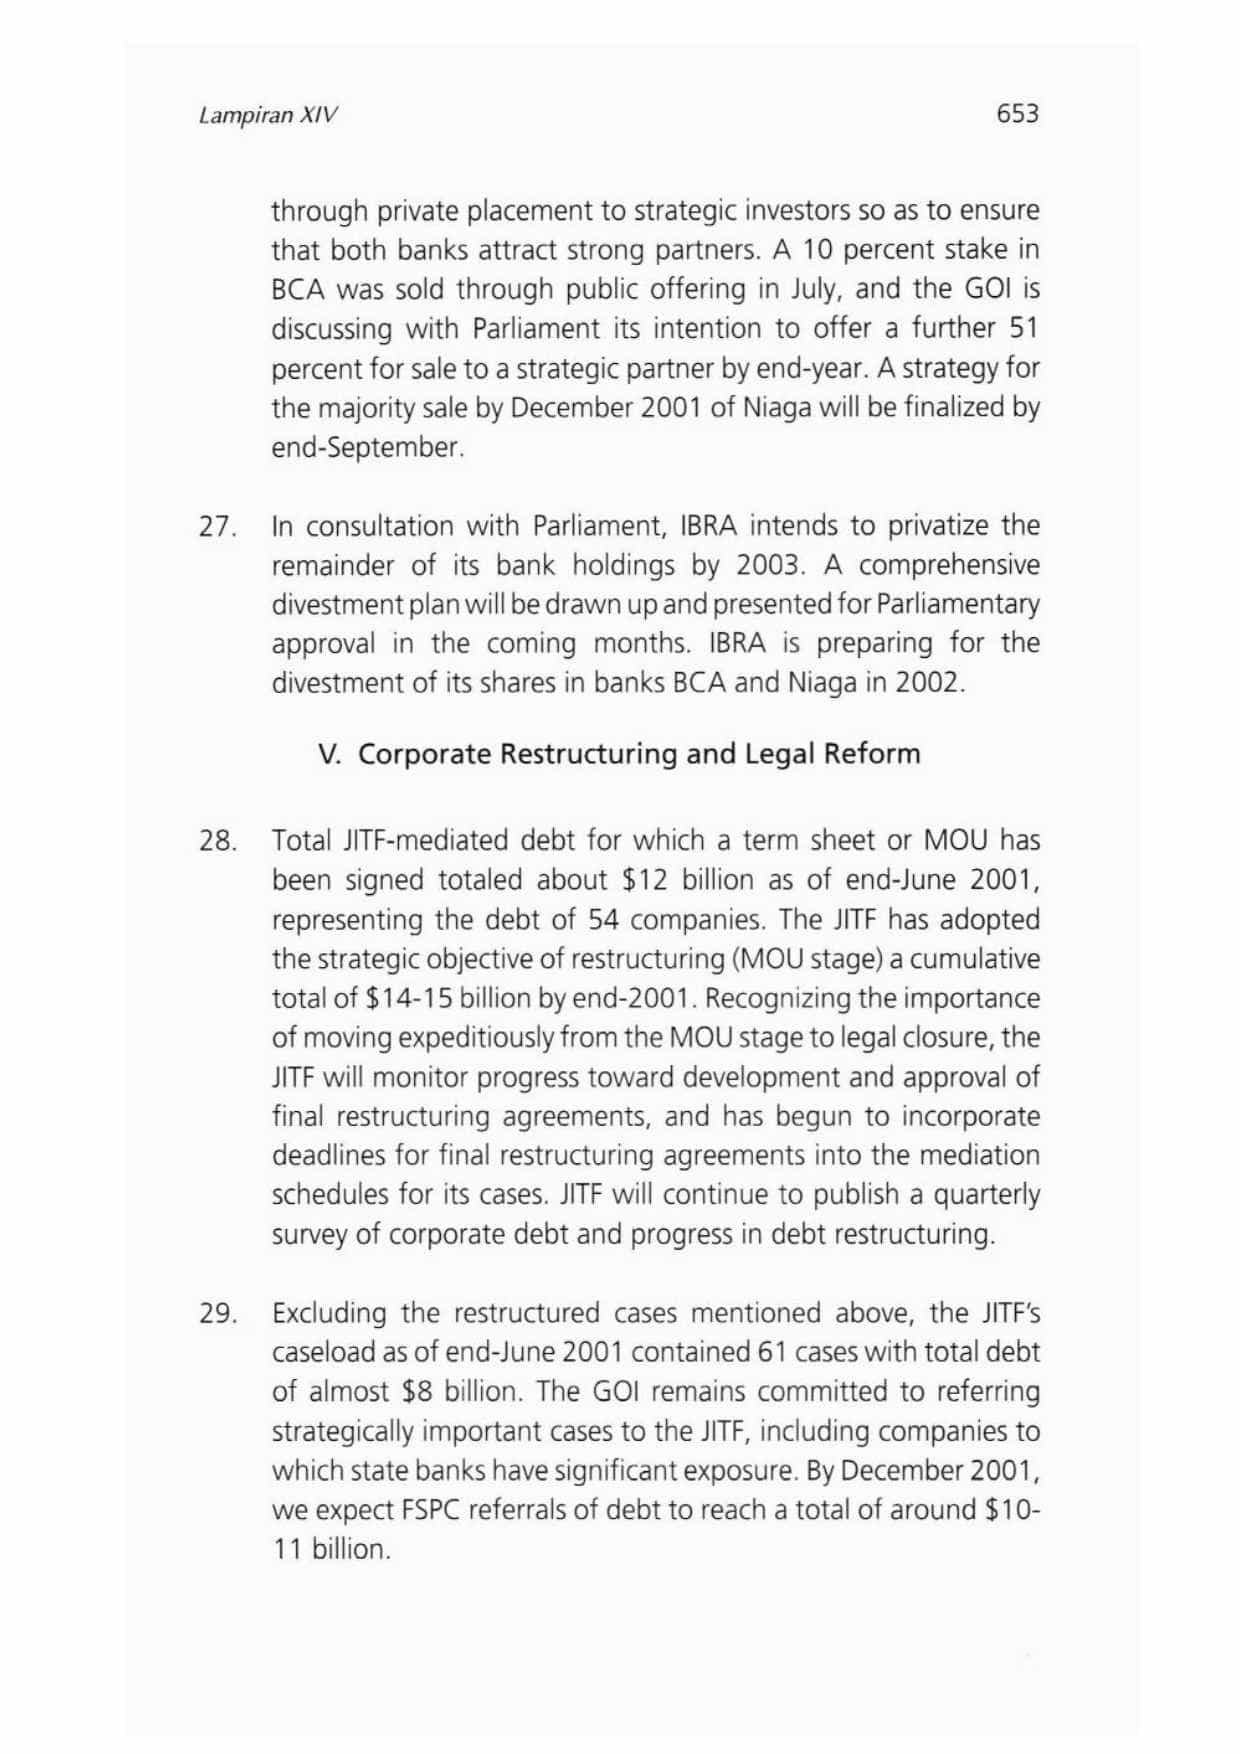 Lampiran XIV 653
through private placement to strategic investors so as to ensure
that both banks attract strong partners. A 10 percent stake in
BCA was sold through public offering in July, and the GOI is
discussing with Parliament its intention to offer a further 51
percent for sale to a strategic partner by end-year. A strategy for
the majority sale by December 2001 of Niaga will be finalized by
end-September.
27. In consultation with Parliament, IBRA intends to privatize the
remainder of its bank holdings by 2003. A comprehensive
divestment plan will be drawn up and presented for Parliamentary
approval in the coming months. IBRA is preparing for the
divestment of its shares in banks BCA and Niaga in 2002.
V. Corporate Restructuring and Legal Reform
28. Total JITF-mediated debt for which a term sheet or MOU has
been signed totaled about $12 billion as of end-June 2001,
representing the debt of 54 companies. The JITF has adopted
the strategic objective of restructuring (MOU stage) a cumulative
total of $14-15 billion by end-2001. Recognizing the importance
of moving expeditiously from the MOU stage to legal closure, the
JITF will monitor progress toward development and approval of
final restructuring agreements, and has begun to incorporate
deadlines for final restructuring agreements into the mediation
schedules for its cases. JITF will continue to publish a quarterly
survey of corporate debt and progress in debt restructuring.
29. Excluding the restructured cases mentioned above, the JITF's
caseload as of end-June 2001 contained 61 cases with total debt
of almost $8 billion. The GOI remains committed to referring
strategically important cases to the JITF, including companies to
which state banks have significant exposure. By December 2001,
we expect FSPC referrals of debt to reach a total of around $10-
11 billion.